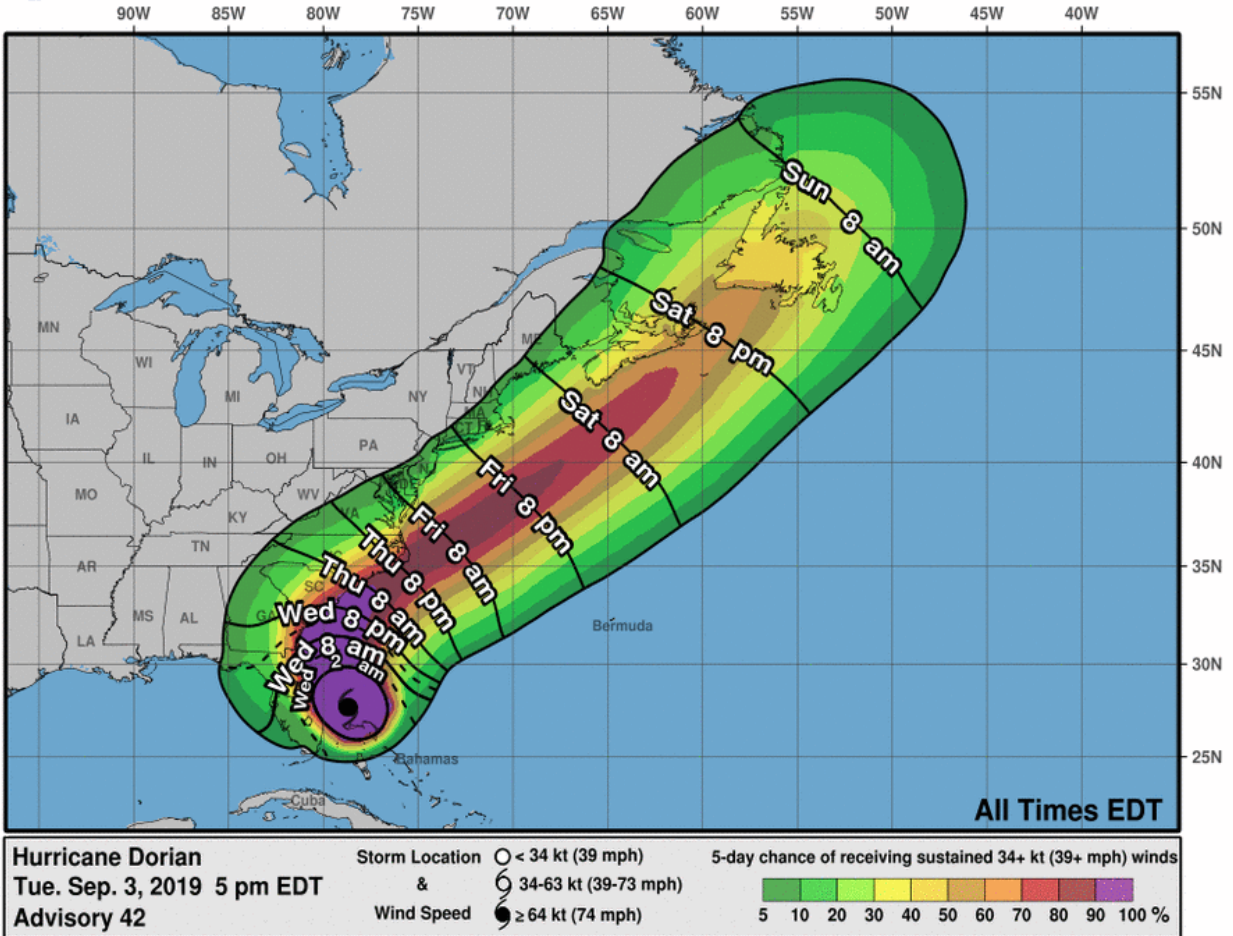 90W 85W 80W 75W 70W 65W 60W 55W 50W 45W 40W
55N
Sun 8 am
50N
Sat 8 pm
MN
ME
45N
WI
VT
MI
NY
NH
Sat 8 am
MA
IA
CT
PA
IL
IN
OH
Fri 8 pm
40N
MO
WV
DE
VA
KY
Fri 8 am
TN
Thu 8 pm
AR
35N
Thu 8 am
SC
MS
AL
GA
Wed 8 pm
Bermuda
LA
Wed 8 am
30N
Wed 2 am
25N
Bahamas
Cuba
All Times EDT
Hurricane Dorian
Tue. Sep. 3, 2019 5 pm EDT
Advisory 42
Storm Location
&
Wind Speed
< 34 kt (39 mph)
34-63 kt (39-73 mph)
≥ 64 kt (74 mph)
5-day chance of receiving sustained 34+ kt (39+ mph) winds
5 10 20 30 40 50 60 70 80 90 100 %